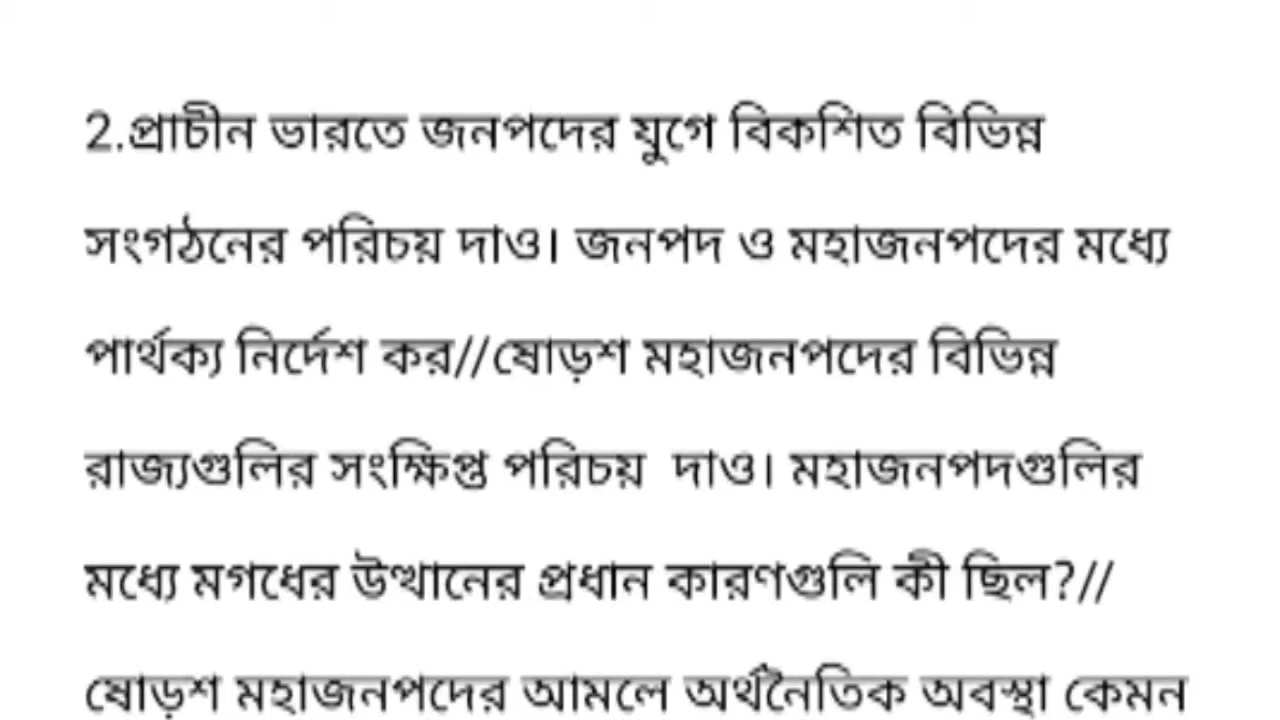 2.প্রাচীন ভারতে জনপদের যুগে বিকশিত বিভিন্ন
সংগঠনের পরিচয় দাও। জনপদ ও মহাজনপদের মধ্যে
পার্থক্য নির্দেশ কর//ষোড়শ মহাজনপদের বিভিন্ন
রাজ্যগুলির সংক্ষিপ্ত পরিচয় দাও। মহাজনপদগুলির
মধ্যে মগধের উত্থানের প্রধান কারণগুলি কী ছিল?//
ষোড়শ মহাজনপদের আমলে অর্থনৈতিক অবস্থা কেমন